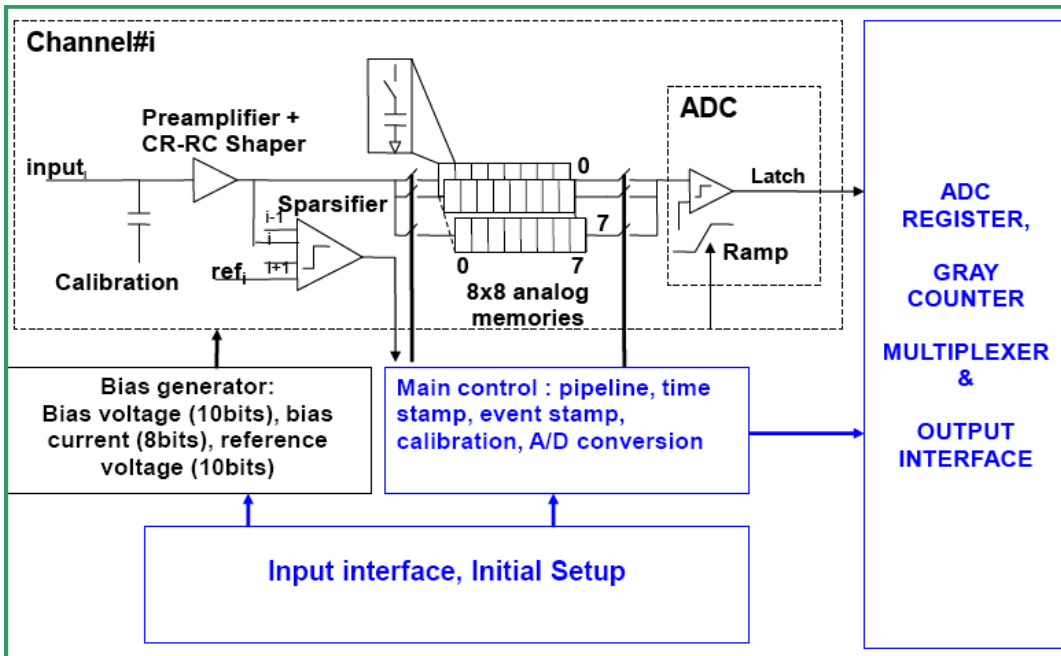 Channel#i
Preamplifier +
CR-RC Shaper
input i
Calibration
Sparsifier
i-1
i
i+1
ref i
0
7
0
7
8x8 analog
memories
ADC
Latch
Ramp
ADC
REGISTER,
GRAY
COUNTER
MULTIPLEXER
&
OUTPUT
INTERFACE
Bias generator:
Bias voltage (10bits), bias
current (8bits), reference
voltage (10bits)
Main control : pipeline, time
stamp, event stamp,
calibration, A/D conversion
Input interface, Initial Setup